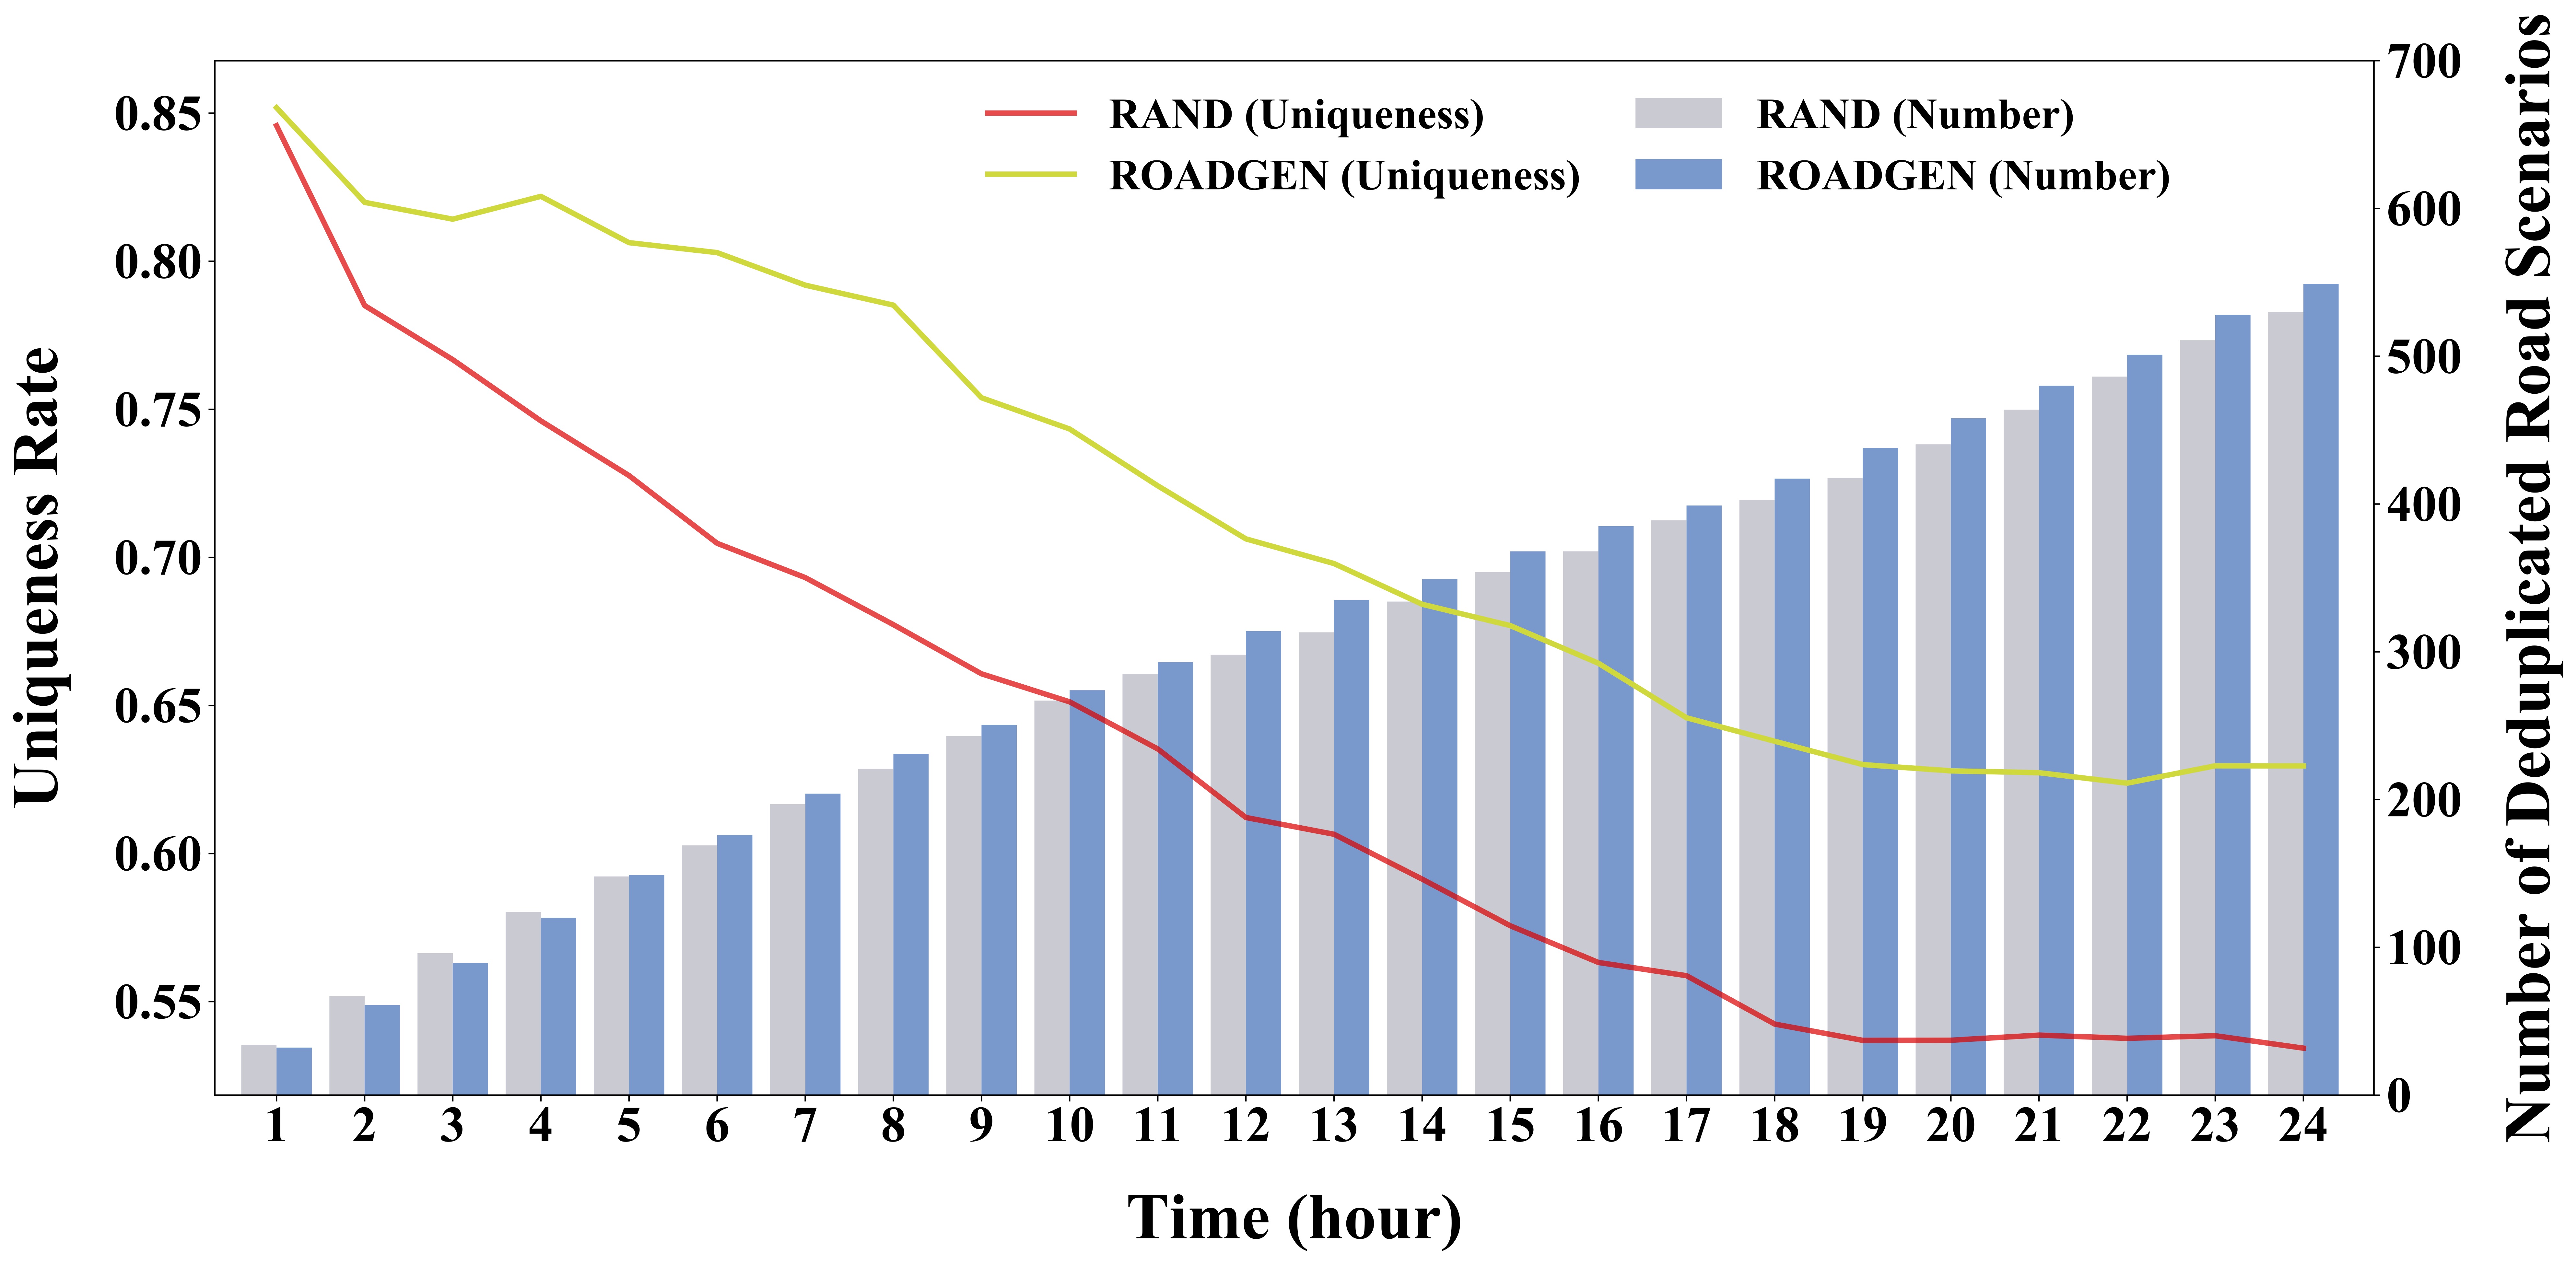 RAND (Uniqueness)
ROADGEN (Uniqueness)
RAND (Number)
ROADGEN (Number)
Uniqueness Rate
0.85
0.80
0.75
0.70
0.65
0.60
0.55
700
600
500
400
300
200
100
0
Number of Deduplicated Road Scenarios
1 2 3 4 5 6 7 8 9 10 11 12 13 14 15 16 17 18 19 20 21 22 23 24
Time (hour)